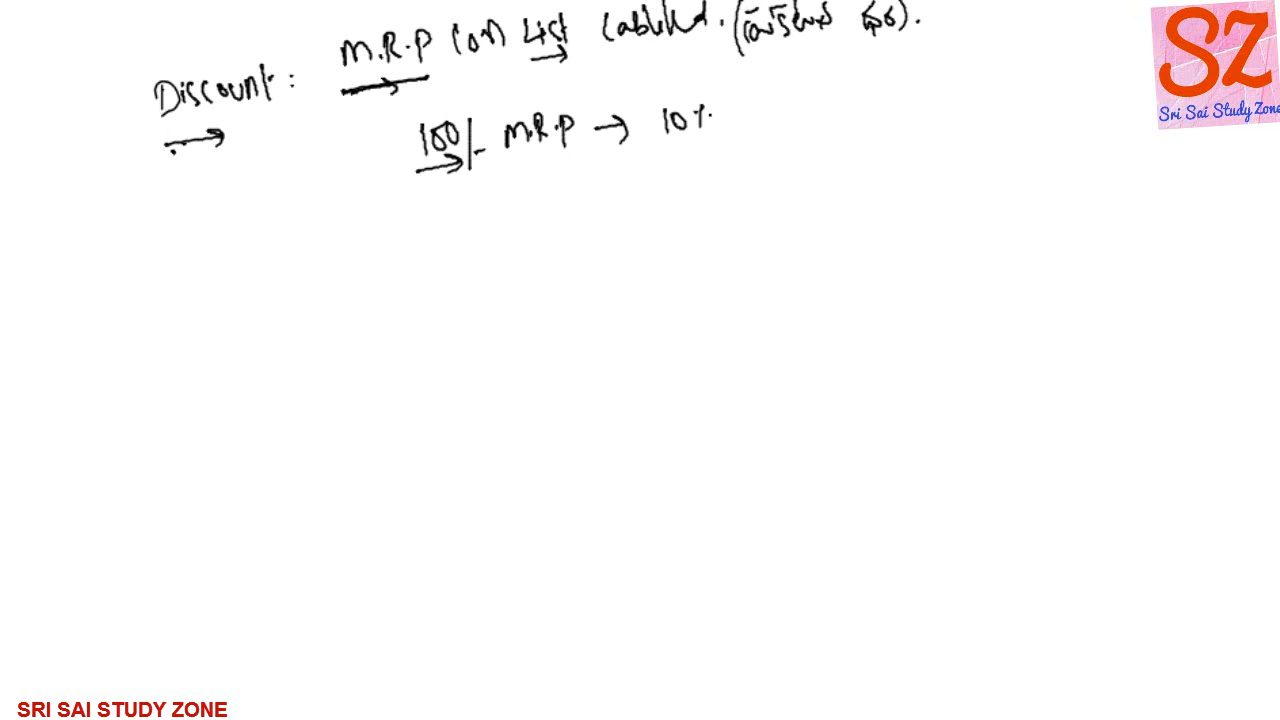 M.R.P (or) List
Discount:
100/- M.R.P → 10%
SZ
Sri Sai Study Zone
SRI SAI STUDY ZONE